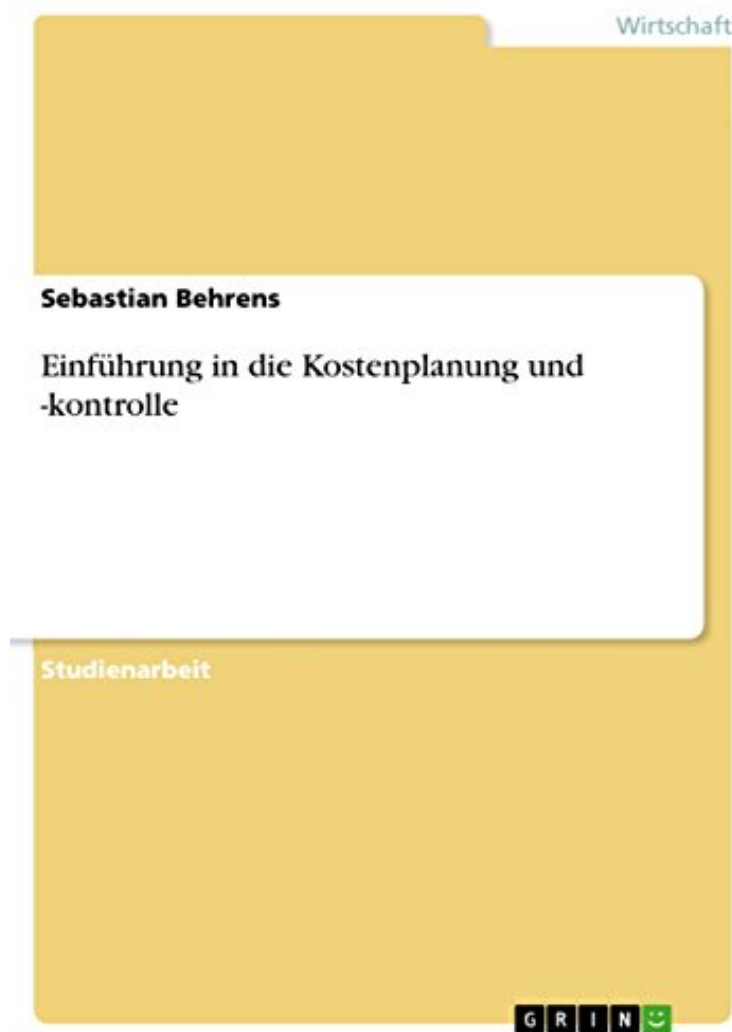 Wirtschaft
Sebastian Behrens
Einführung in die Kostenplanung und
-kontrolle
Studienarbeit
GRIN